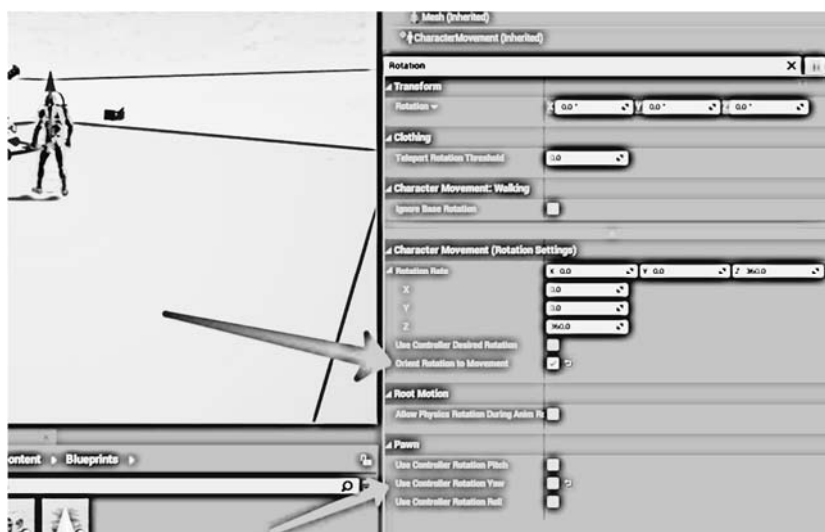 Mesh (Inherited)
CharacterMovement (Inherited)
Rotation
Transform
Rotation
X 0.0 ° Y 0.0 ° Z 0.0 °
Clothing
Teleport Rotation Threshold
0.0
Character Movement: Walking
Ignore Base Rotation
Character Movement (Rotation Settings)
Rotation Rate
X 0.0 Y 0.0 Z 360.0
X
0.0
Y
0.0
Z
360.0
Use Controller Desired Rotation
Orient Rotation to Movement
Root Motion
Allow Physics Rotation During Anim
Pawn
ontent Blueprints
Use Controller Rotation Pitch
Use Controller Rotation Yaw
Use Controller Rotation Roll